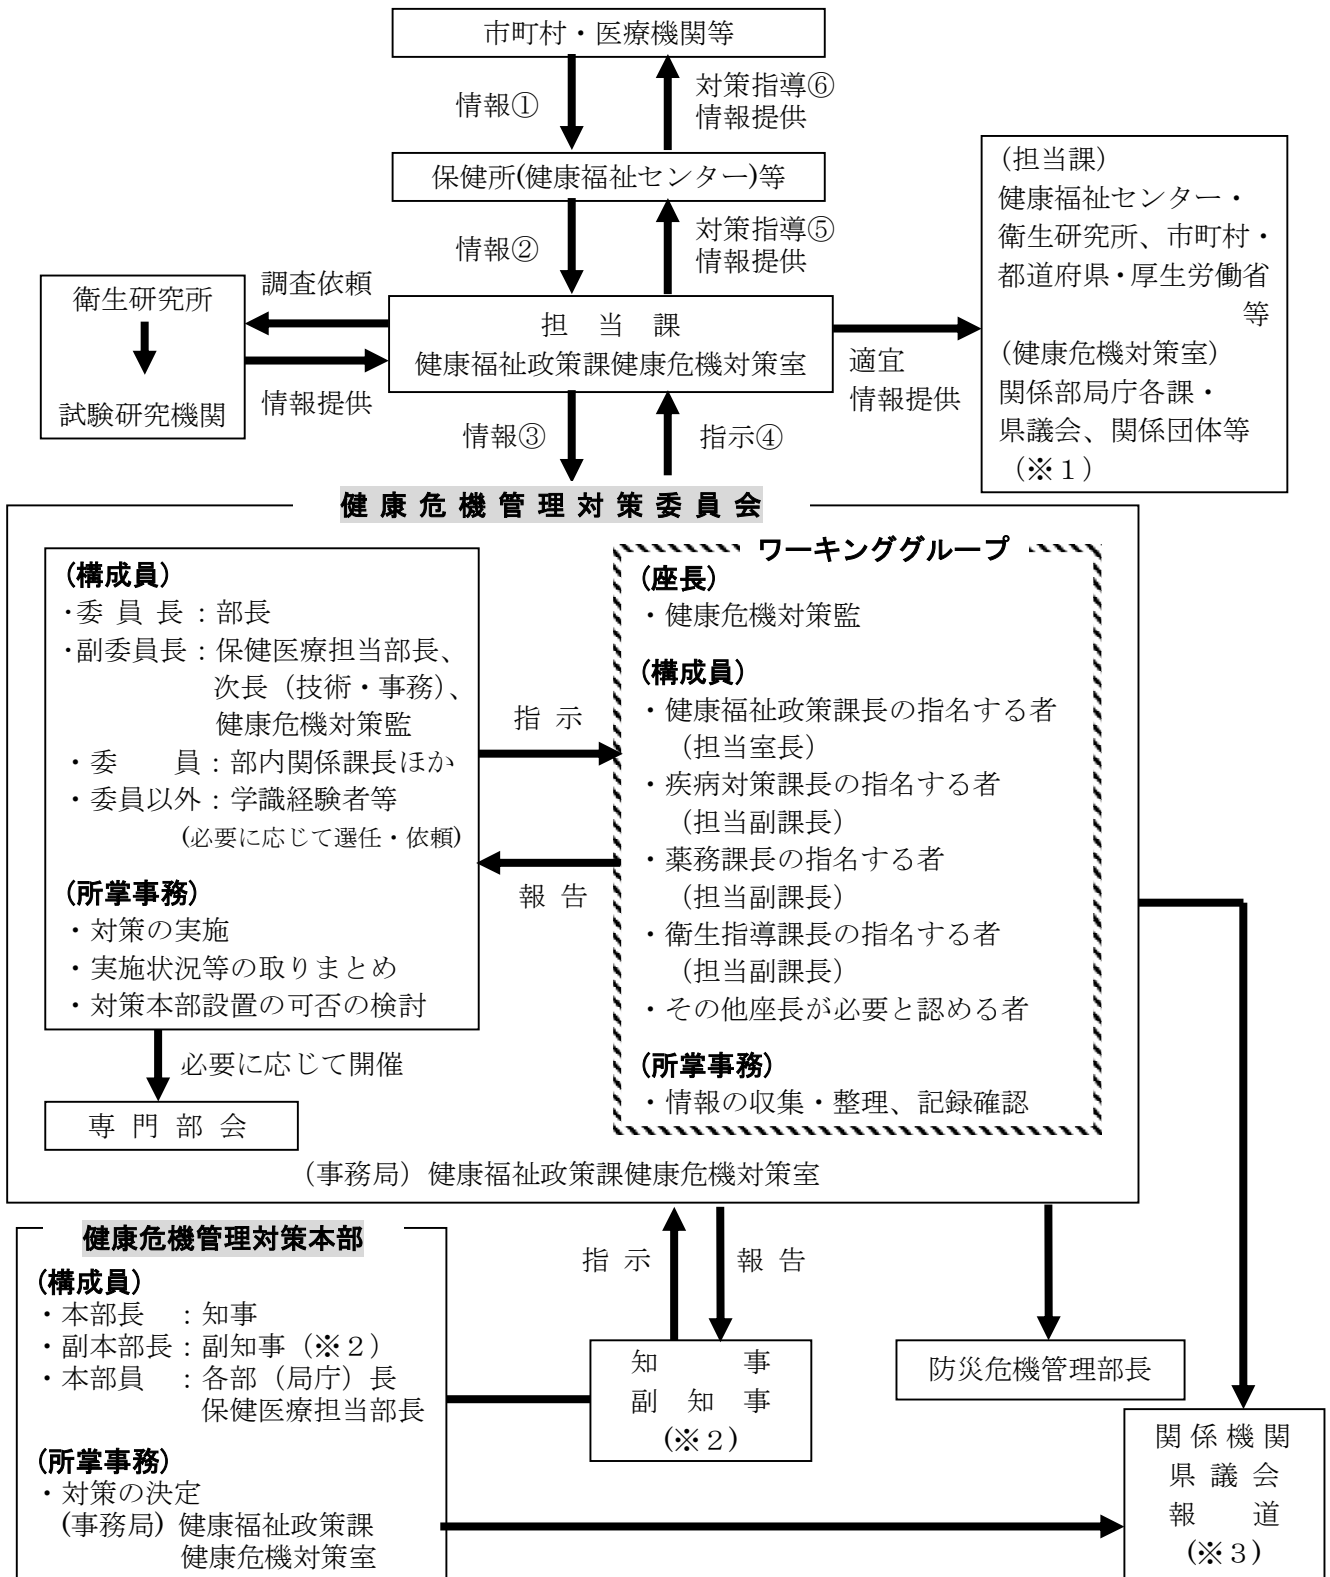 市町村・医療機関等
情報①
対策指導⑥
情報提供
保健所(健康福祉センター)等
情報②
対策指導⑤
情報提供
(担当課)
健康福祉センター・
衛生研究所、市町村・
都道府県・厚生労働省
等
(健康危機対策室)
関係部局庁各課・
県議会、関係団体等
(※1)
衛生研究所
試験研究機関
調査依頼
情報提供
担 当 課
健康福祉政策課健康危機対策室
適宜
情報提供
情報③
指示④
健康危機管理対策委員会
(構成員)
・委 員 長:部長
・副委員長:保健医療担当部長、
次長(技術・事務)、
健康危機対策監
・委 員:部内関係課長ほか
・委員以外:学識経験者等
(必要に応じて選任・依頼)
(所掌事務)
・対策の実施
・実施状況等の取りまとめ
・対策本部設置の可否の検討
指 示
報 告
ワーキンググループ
(座長)
・健康危機対策監
(構成員)
・健康福祉政策課長の指名する者
(担当室長)
・疾病対策課長の指名する者
(担当副課長)
・薬務課長の指名する者
(担当副課長)
・衛生指導課長の指名する者
(担当副課長)
・その他座長が必要と認める者
(所掌事務)
・情報の収集・整理、記録確認
必要に応じて開催
専 門 部 会
(事務局)健康福祉政策課健康危機対策室
健康危機管理対策本部
(構成員)
・本部長 :知事
・副本部長:副知事(※2)
・本部員 :各部(局庁)長
保健医療担当部長
(所掌事務)
・対策の決定
(事務局) 健康福祉政策課
健康危機対策室
指 示
報 告
知 事
副 知 事
(※2)
防災危機管理部長
関 係 機 関
県 議 会
報 道
(※3)